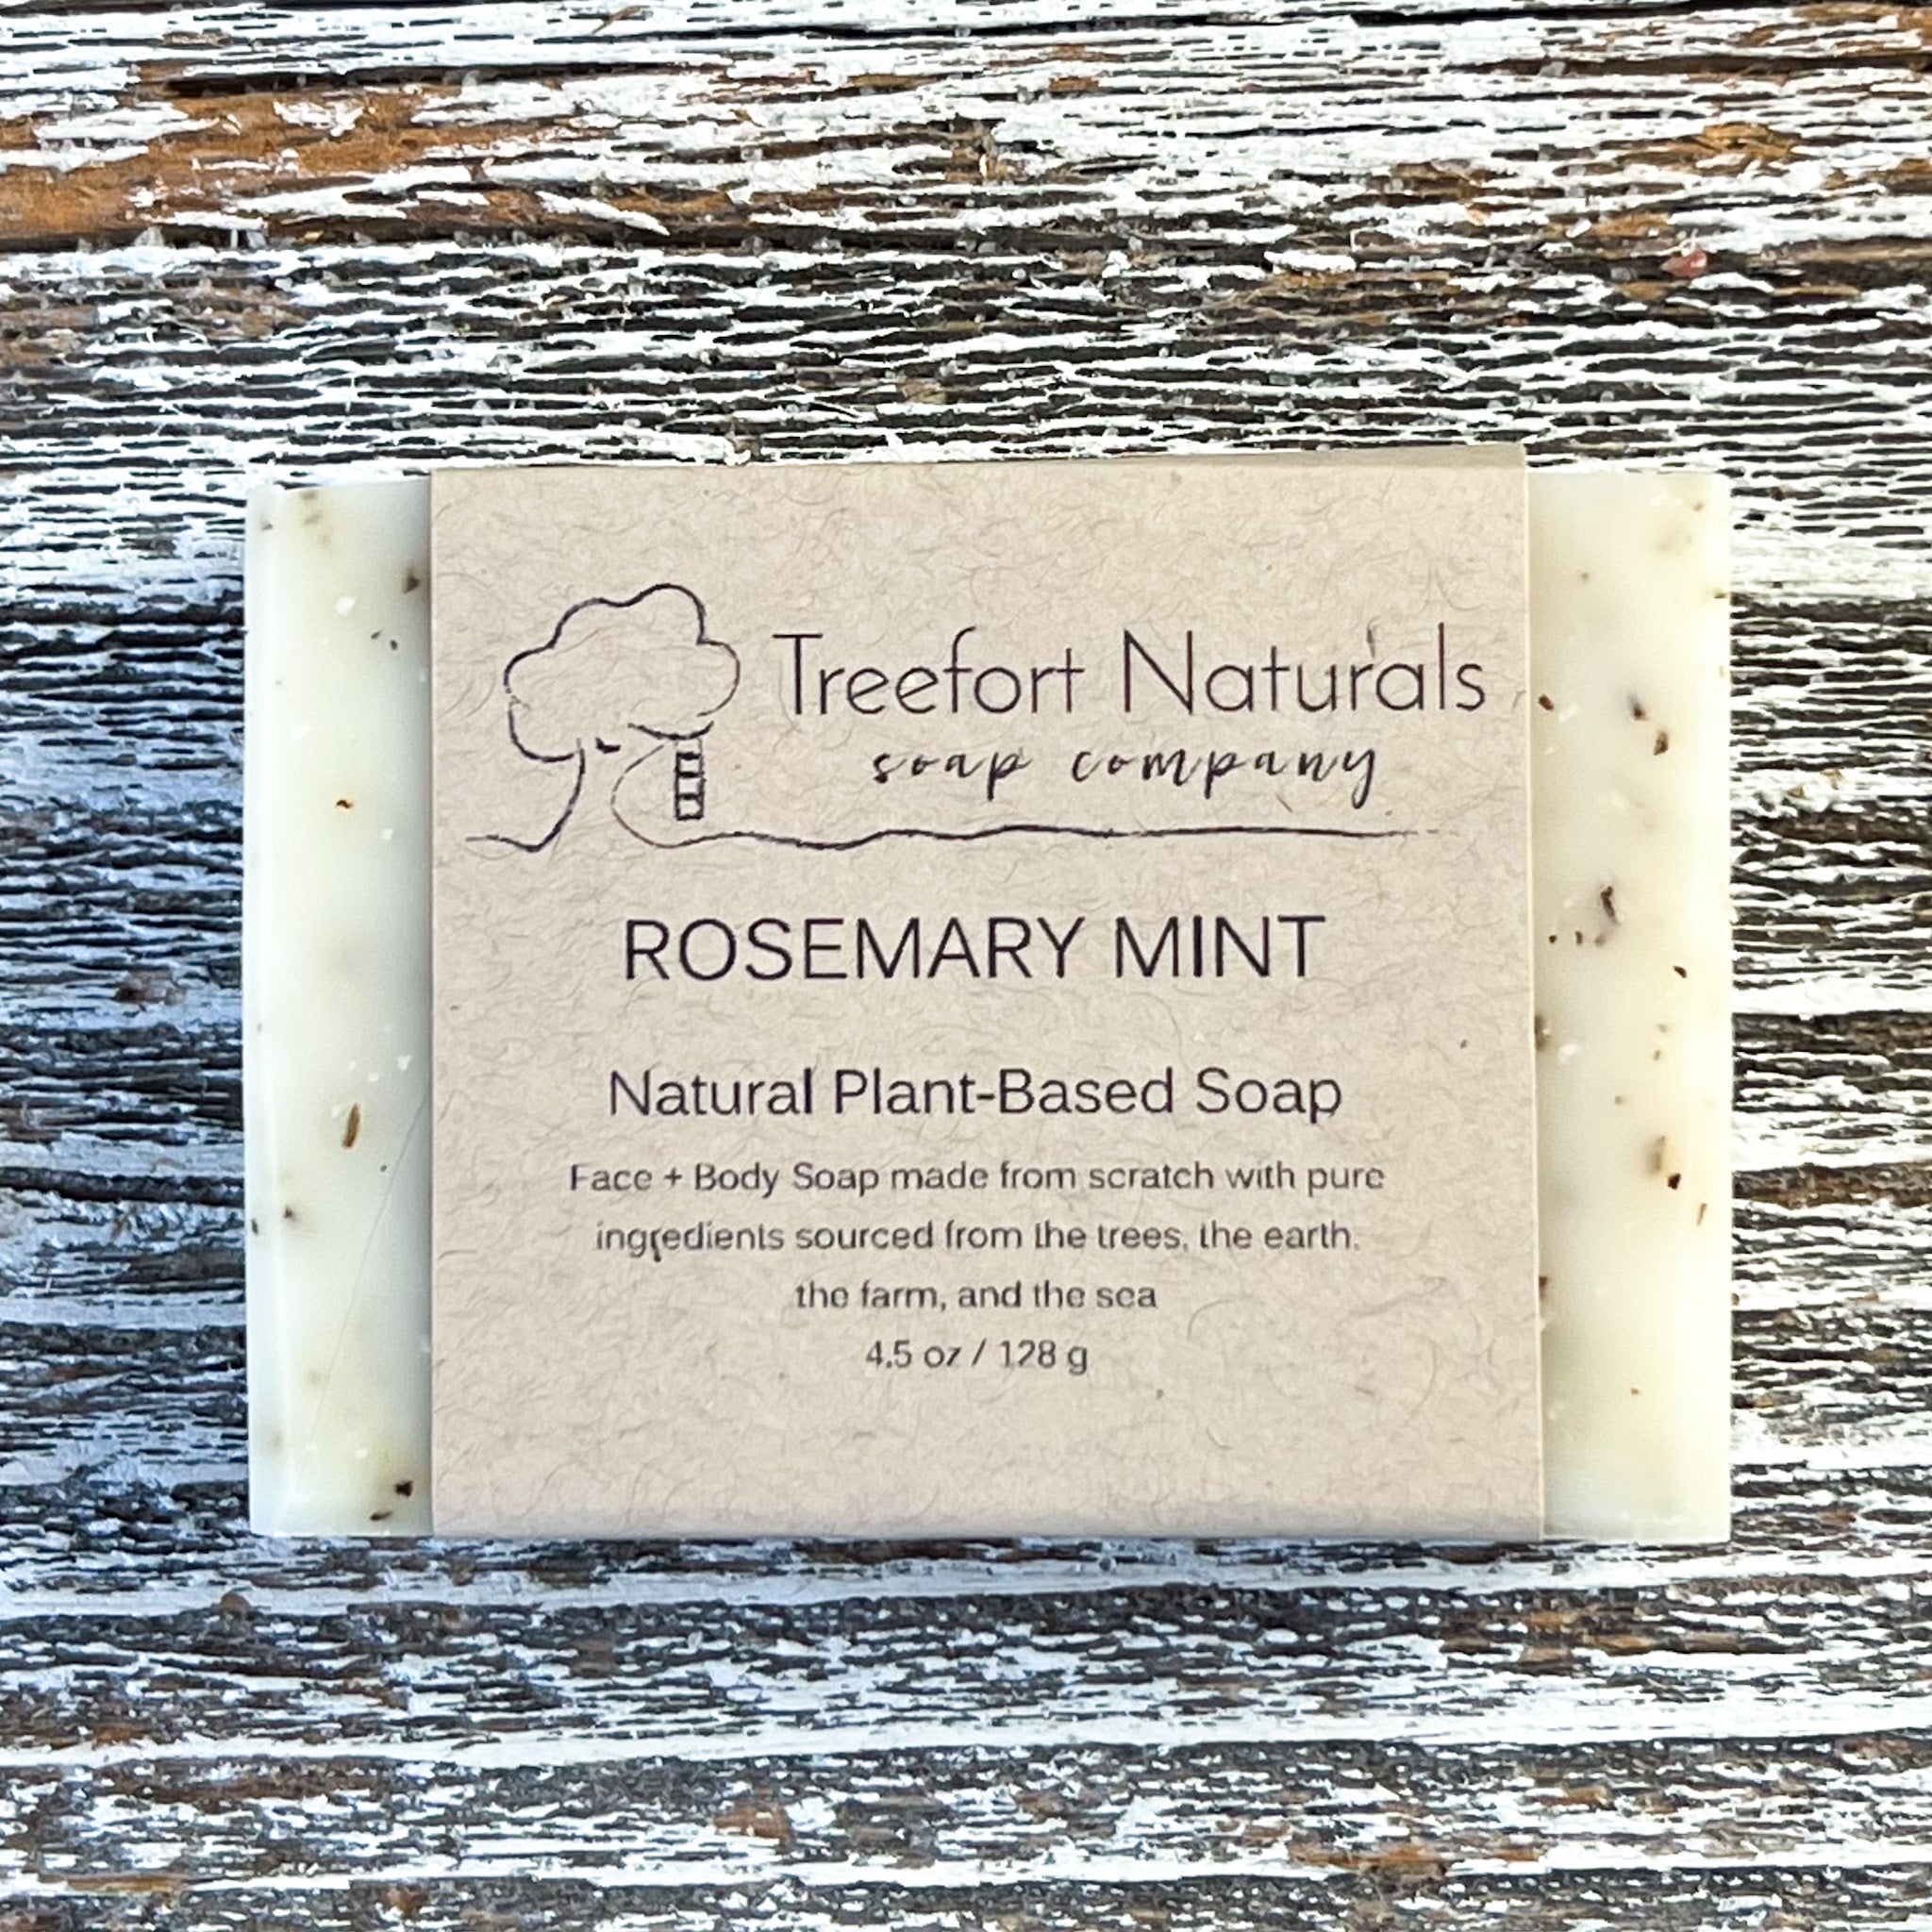 Treefort Naturals
soap company
ROSEMARY MINT
Natural Plant-Based Soap
Face + Body Soap made from scratch with pure
ingredients sourced from the trees, the earth,
the farm, and the sea
4.5 oz / 128 g